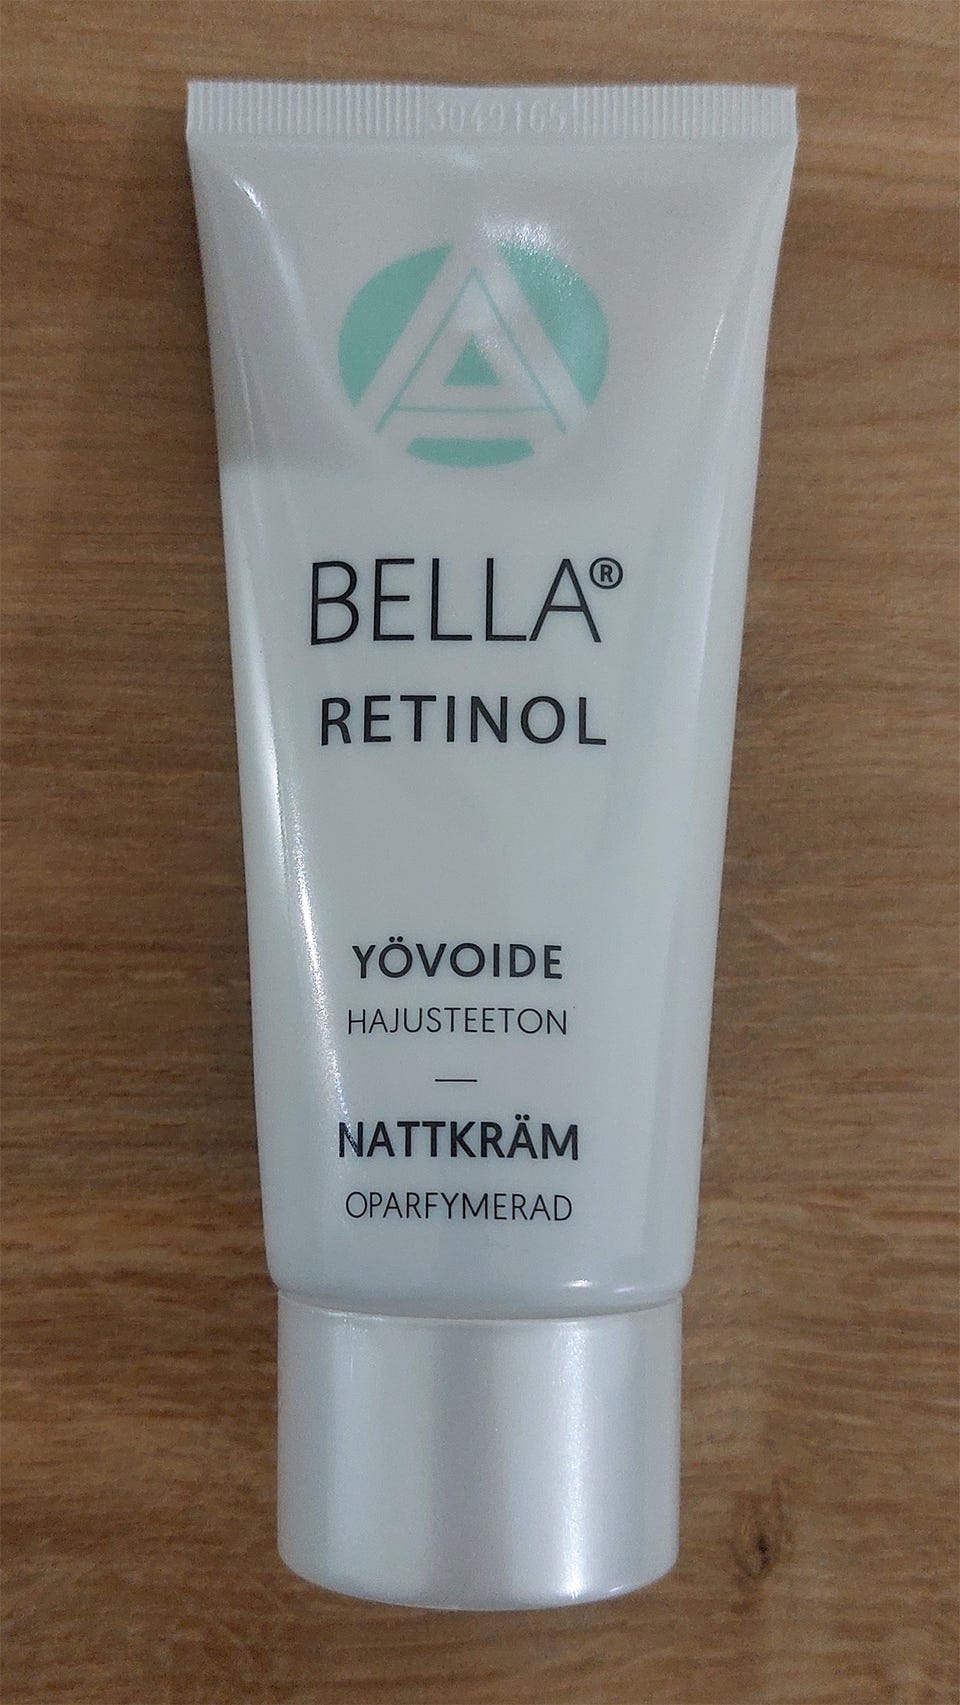 3049165
BELLA®
RETINOL
YÖVOIDE
HAJUSTEETON
—
NATTKRÄM
OPARFYMERAD